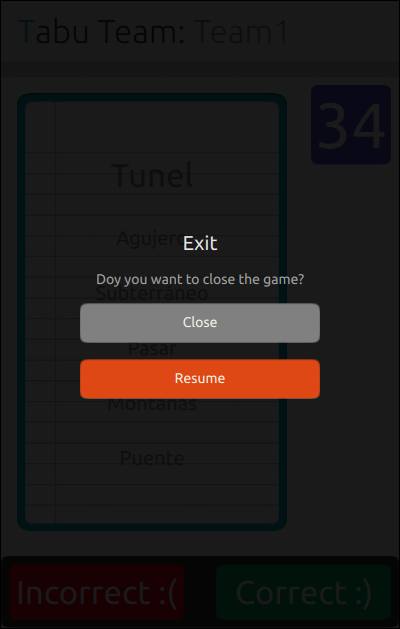 Tabu Team: Team1
34
Tunel
Agujero
Exit
Doy you want to close the game?
Subterraneo
Close
Pasar
Resume
Montañas
Puente
Incorrect :(
Correct :)